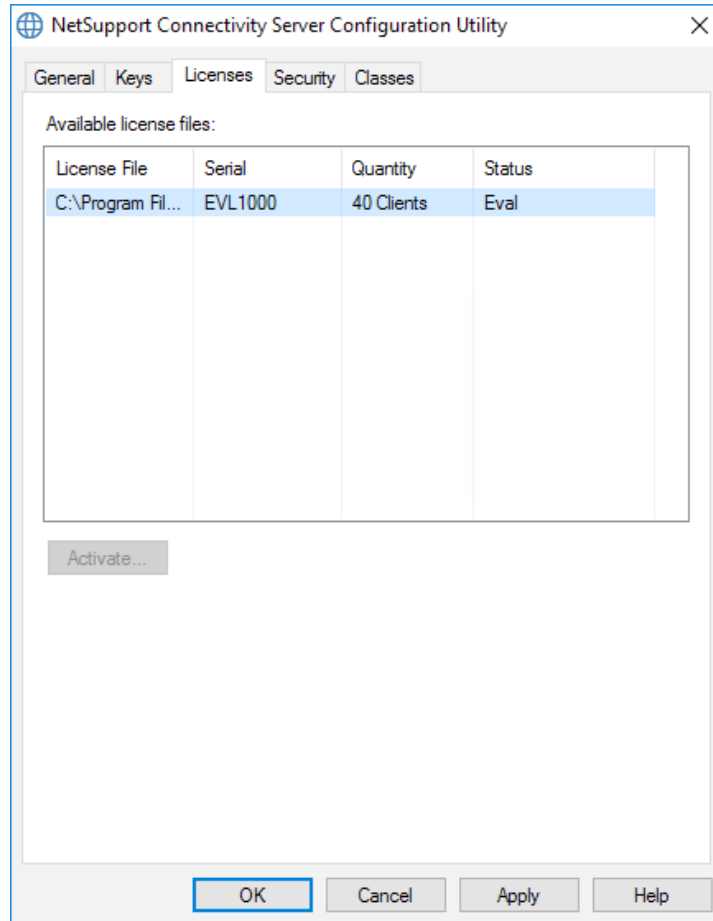 NetSupport Connectivity Server Configuration Utility
General Keys Licenses Security Classes
Available license files:
License File Serial Quantity Status
C:\Program Fil... EVL1000 40 Clients Eval
Activate...
OK Cancel Apply Help